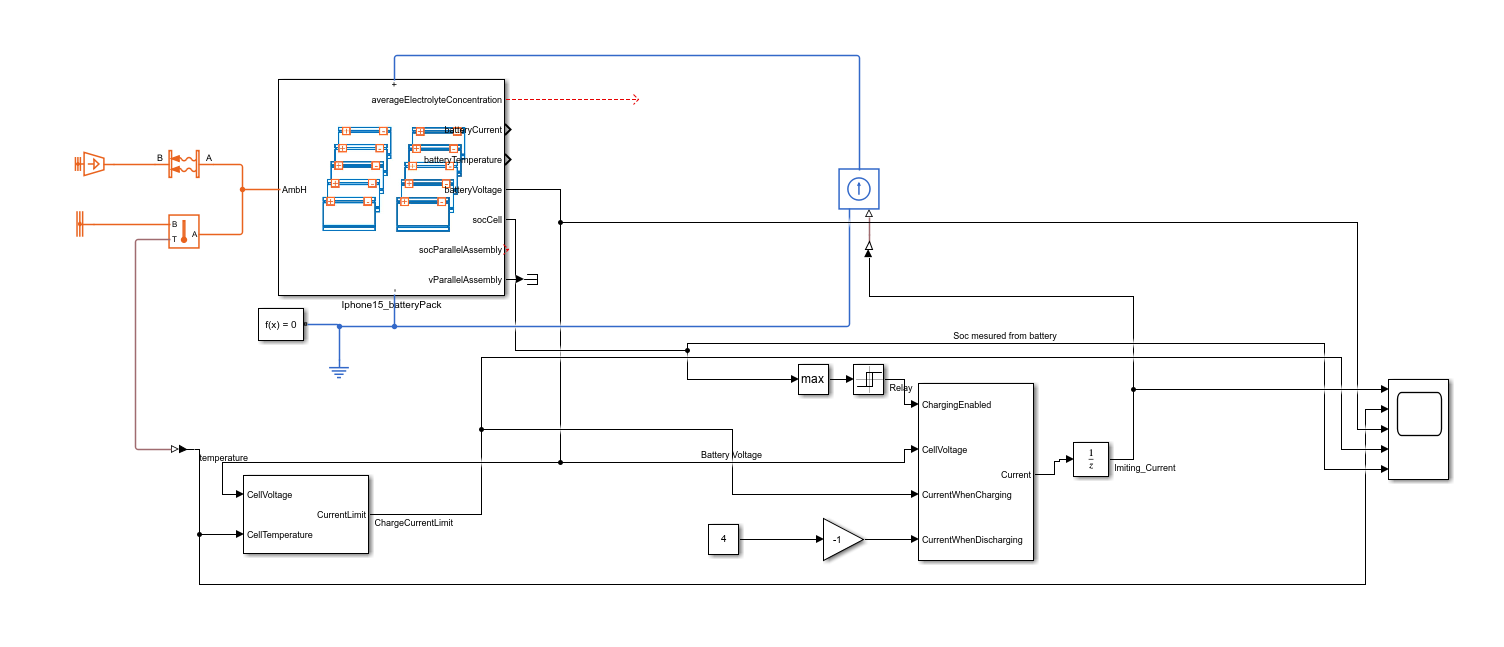 +
averageElectrolyteConcentration
batteryCurrent
B
A
batteryTemperature
AmbH
batteryVoltage
socCell
B
T
A
socParallelAssembly
vParallelAssembly
Iphone15_batteryPack
f(x) = 0
Soc mesured from battery
max
Relay
ChargingEnabled
CellVoltage
Battery Voltage
temperature
1
z
Current
lmiting_Current
CellVoltage
CurrentWhenCharging
CurrentLimit
ChargeCurrentLimit
CellTemperature
4
-1
CurrentWhenDischarging